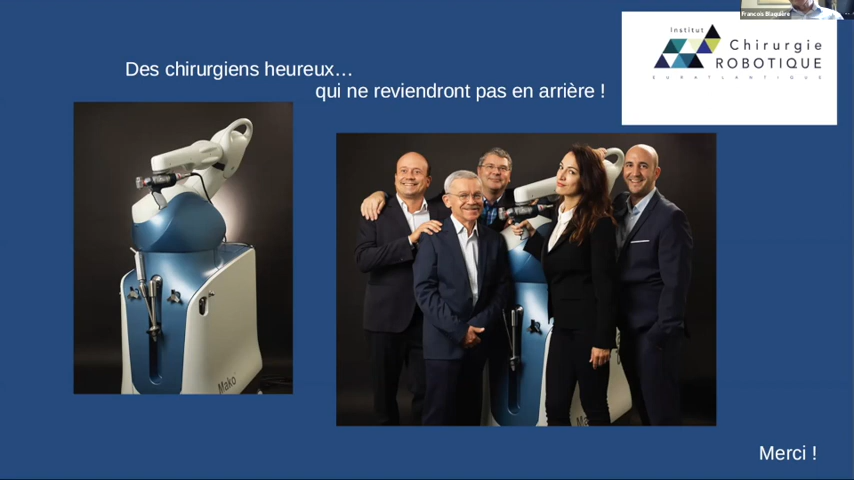 Francois Blaquière
Institut
Chirurgie
ROBOTIQUE
EURATLANTIQUE
Des chirurgiens heureux…
qui ne reviendront pas en arrière !
Mako
Merci !